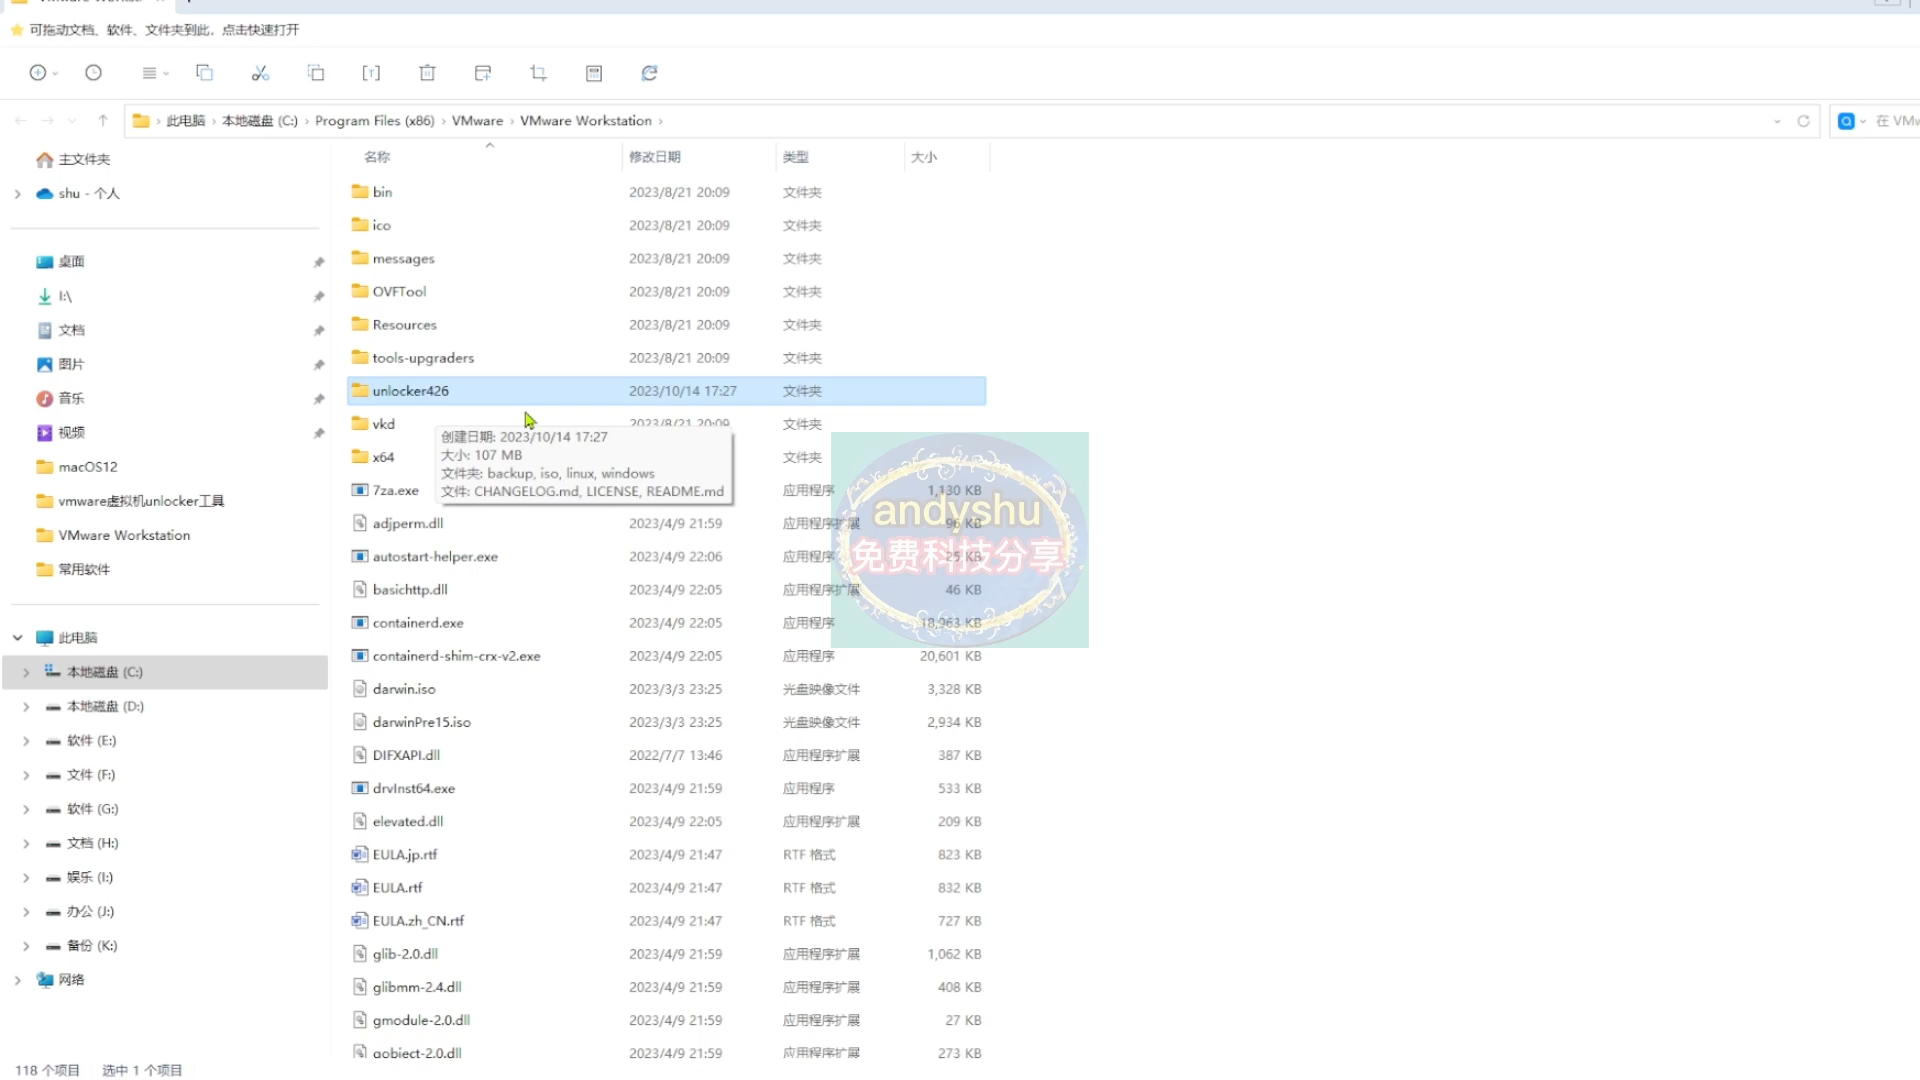 可拖动文档、软件、文件夹到此，点击快速打开
此电脑 › 本地磁盘 (C:) › Program Files (x86) › VMware › VMware Workstation ›
在 VMw
名称 修改日期 类型 大小
主文件夹
shu - 个人
桌面
I:\
文档
图片
音乐
视频
macOS12
vmware虚拟机unlocker工具
VMware Workstation
常用软件
此电脑
本地磁盘 (C:)
本地磁盘 (D:)
软件 (E:)
文件 (F:)
软件 (G:)
文档 (H:)
娱乐 (I:)
办公 (J:)
备份 (K:)
网络
bin 2023/8/21 20:09 文件夹
ico 2023/8/21 20:09 文件夹
messages 2023/8/21 20:09 文件夹
OVFTool 2023/8/21 20:09 文件夹
Resources 2023/8/21 20:09 文件夹
tools-upgraders 2023/8/21 20:09 文件夹
unlocker426 2023/10/14 17:27 文件夹
vkd 2023/8/21 20:09 文件夹
x64 文件夹
7za.exe 应用程序 1,130 KB
adjperm.dll 2023/4/9 21:59 应用程序扩展 96 KB
autostart-helper.exe 2023/4/9 22:06 应用程序 25 KB
basichttp.dll 2023/4/9 22:05 应用程序扩展 46 KB
containerd.exe 2023/4/9 22:05 应用程序 18,963 KB
containerd-shim-crx-v2.exe 2023/4/9 22:05 应用程序 20,601 KB
darwin.iso 2023/3/3 23:25 光盘映像文件 3,328 KB
darwinPre15.iso 2023/3/3 23:25 光盘映像文件 2,934 KB
DIFXAPI.dll 2022/7/7 13:46 应用程序扩展 387 KB
drvInst64.exe 2023/4/9 21:59 应用程序 533 KB
elevated.dll 2023/4/9 22:05 应用程序扩展 209 KB
EULA.jp.rtf 2023/4/9 21:47 RTF 格式 823 KB
EULA.rtf 2023/4/9 21:47 RTF 格式 832 KB
EULA.zh_CN.rtf 2023/4/9 21:47 RTF 格式 727 KB
glib-2.0.dll 2023/4/9 21:59 应用程序扩展 1,062 KB
glibmm-2.4.dll 2023/4/9 21:59 应用程序扩展 408 KB
gmodule-2.0.dll 2023/4/9 21:59 应用程序扩展 27 KB
gobject-2.0.dll 2023/4/9 21:59 应用程序扩展 273 KB
创建日期: 2023/10/14 17:27
大小: 107 MB
文件夹: backup, iso, linux, windows
文件: CHANGELOG.md, LICENSE, README.md
andyshu
免费科技分享
118 个项目 选中 1 个项目